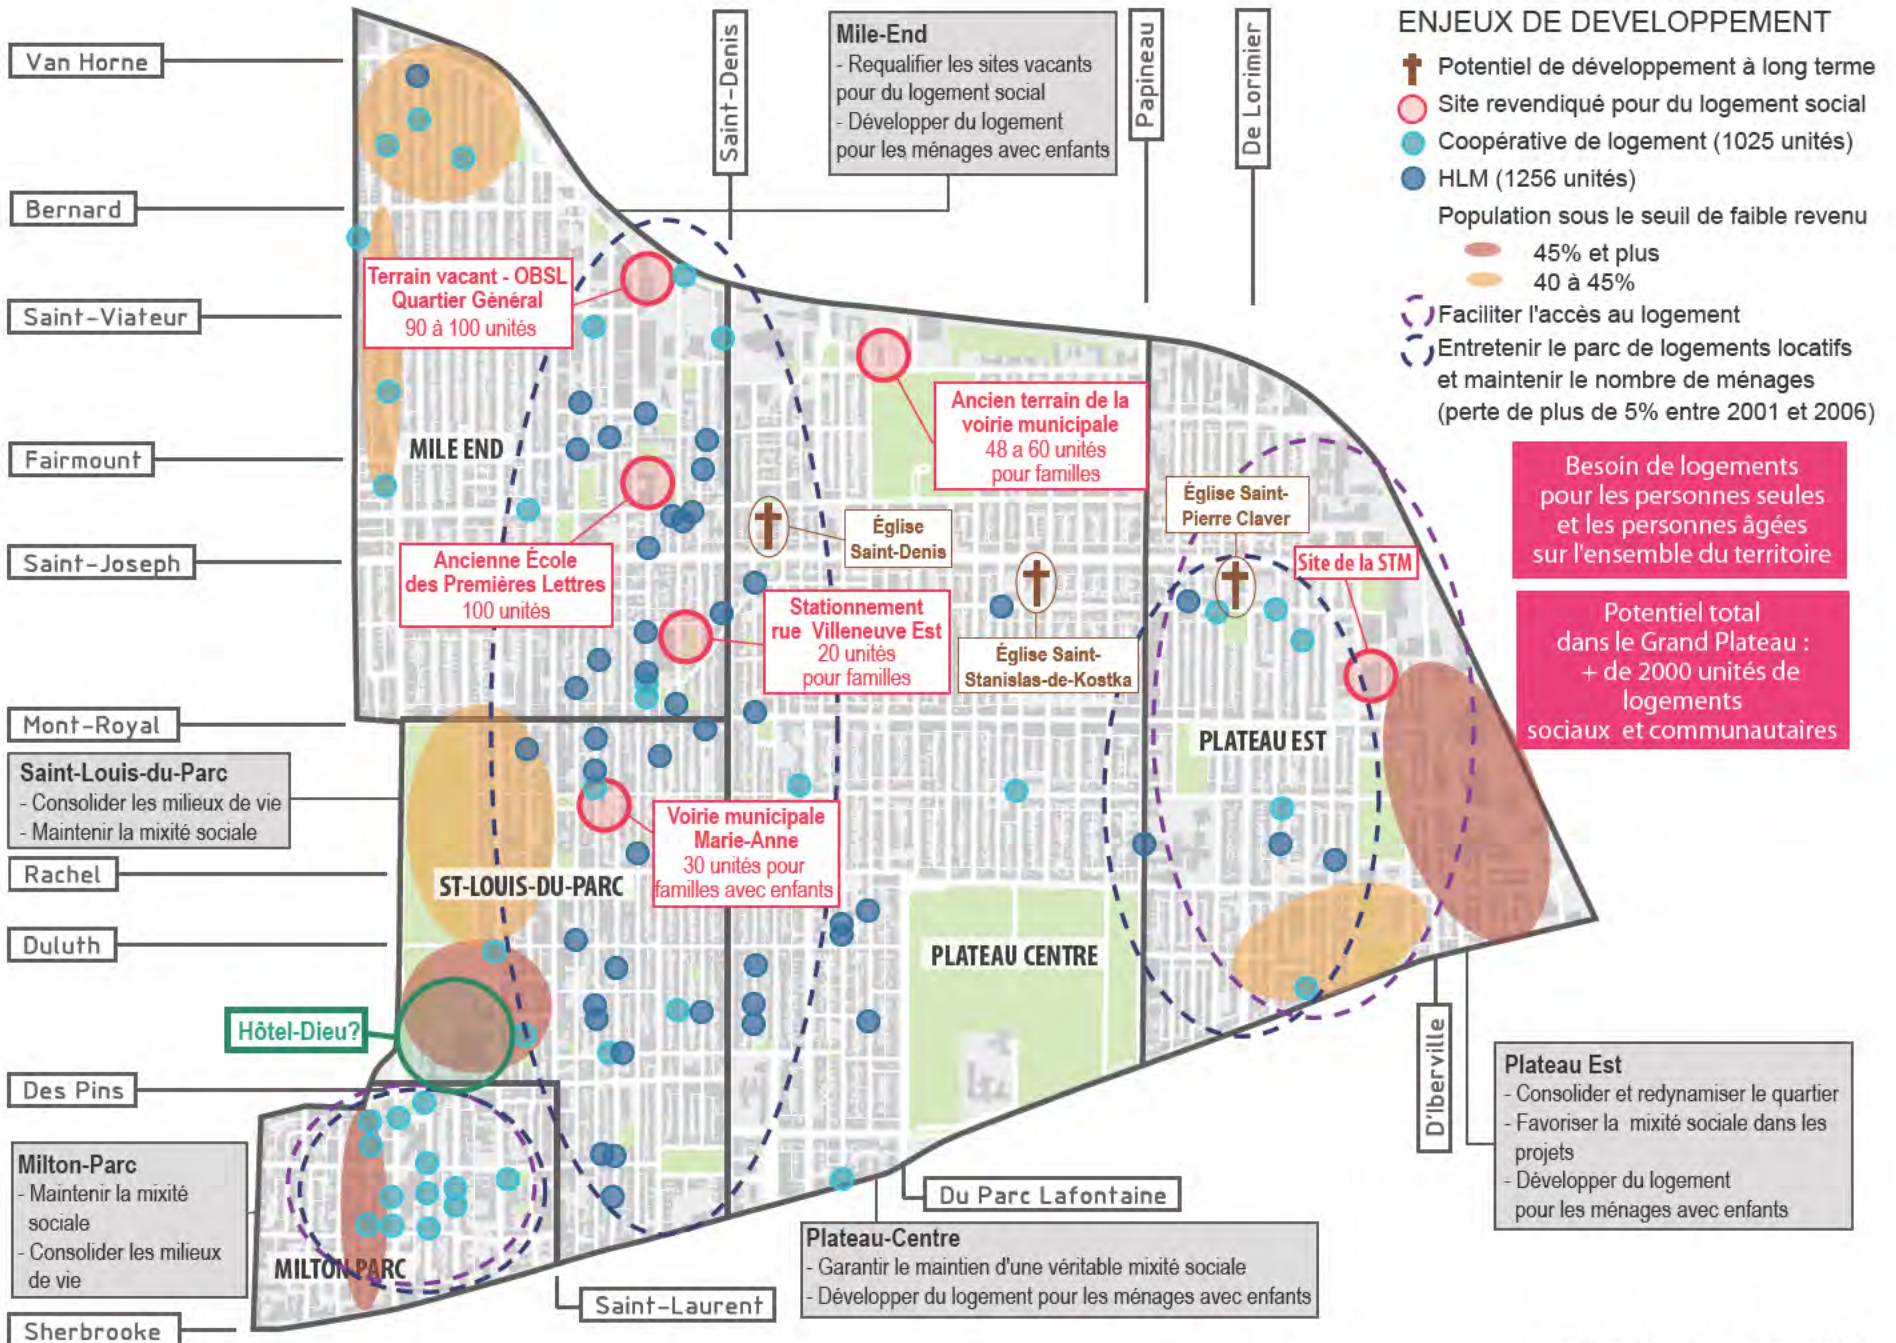 ENJEUX DE DEVELOPPEMENT
Potentiel de développement à long terme
Site revendiqué pour du logement social
Coopérative de logement (1025 unités)
HLM (1256 unités)
Population sous le seuil de faible revenu
45% et plus
40 à 45%
Faciliter l'accès au logement
Entretenir le parc de logements locatifs
et maintenir le nombre de ménages
(perte de plus de 5% entre 2001 et 2006)
Besoin de logements
pour les personnes seules
et les personnes âgées
sur l'ensemble du territoire
Potentiel total
dans le Grand Plateau :
+ de 2000 unités de
logements
sociaux et communautaires
Van Horne
Bernard
Saint-Viateur
Fairmount
Saint-Joseph
Mont-Royal
Rachel
Duluth
Des Pins
Sherbrooke
Saint-Denis
Papineau
De Lorimier
D'Iberville
Du Parc Lafontaine
Saint-Laurent
Mile-End
- Requalifier les sites vacants
pour du logement social
- Développer du logement
pour les ménages avec enfants
Terrain vacant - OBSL
Quartier Général
90 à 100 unités
Ancien terrain de la
voirie municipale
48 a 60 unités
pour familles
MILE END
Église
Saint-Denis
Église Saint-
Pierre Claver
Site de la STM
Ancienne École
des Premières Lettres
100 unités
Stationnement
rue Villeneuve Est
20 unités
pour familles
Église Saint-
Stanislas-de-Kostka
PLATEAU EST
Saint-Louis-du-Parc
- Consolider les milieux de vie
- Maintenir la mixité sociale
Voirie municipale
Marie-Anne
30 unités pour
familles avec enfants
ST-LOUIS-DU-PARC
PLATEAU CENTRE
Hôtel-Dieu?
Milton-Parc
- Maintenir la mixité
sociale
- Consolider les milieux
de vie
MILTON PARC
Plateau-Centre
- Garantir le maintien d'une véritable mixité sociale
- Développer du logement pour les ménages avec enfants
Plateau Est
- Consolider et redynamiser le quartier
- Favoriser la mixité sociale dans les
projets
- Développer du logement
pour les ménages avec enfants